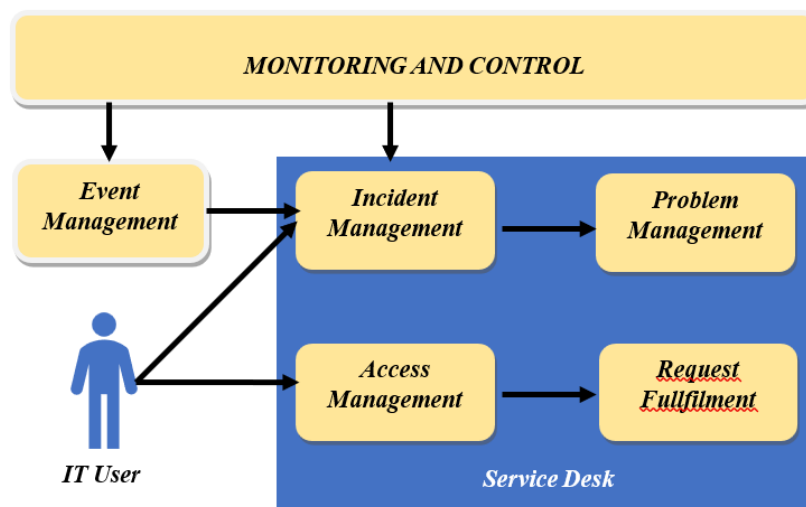 MONITORING AND CONTROL
Event
Management
Incident
Management
Problem
Management
Access
Management
Request
Fullfilment
IT User
Service Desk